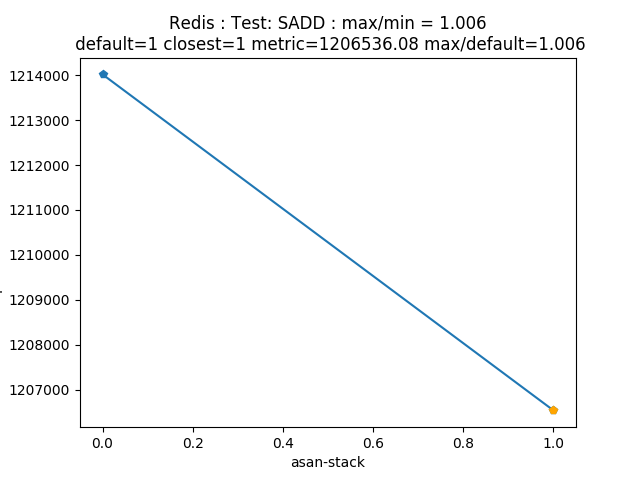 Redis : Test: SADD : max/min = 1.006
default=1 closest=1 metric=1206536.08 max/default=1.006
1214000
1213000
1212000
1211000
1210000
1209000
1208000
1207000
0.0 0.2 0.4 0.6 0.8 1.0
asan-stack